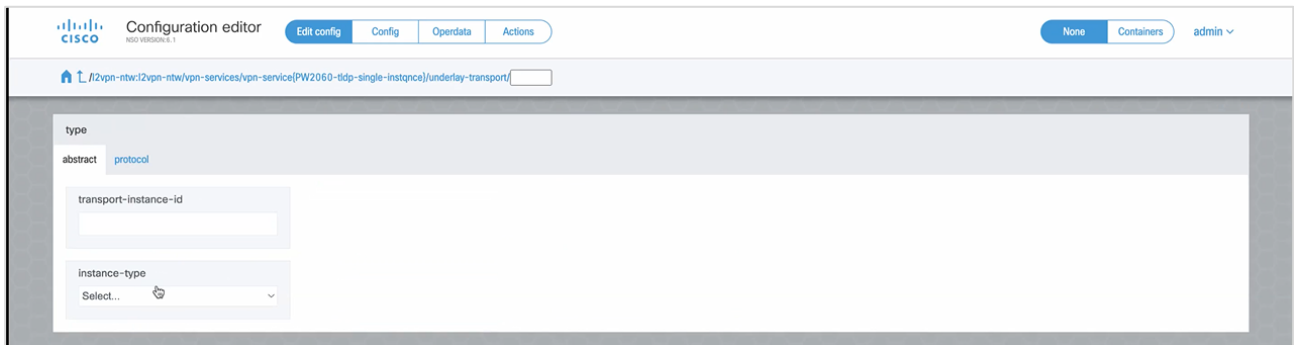 CISCO
Configuration editor
NSO VERSION: 6.1
Edit config
Config
Operdata
Actions
None
Containers
admin
/l2vpn-ntw:l2vpn-ntw/vpn-services/vpn-service{PW2060-tldp-single-instqnce}/underlay-transport/
type
abstract
protocol
transport-instance-id
instance-type
Select...